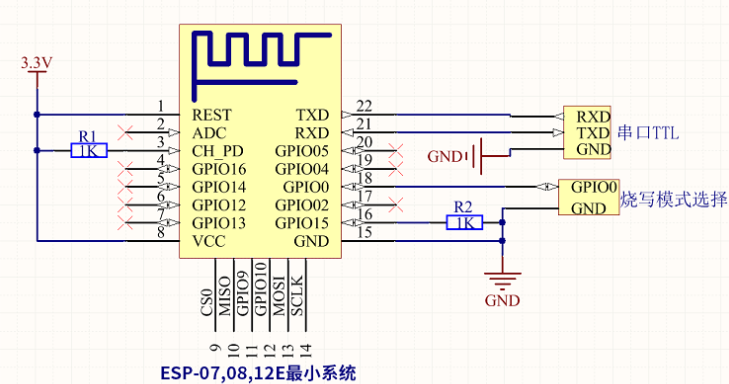 3.3V
R1
1K
1 REST
2 ADC
3 CH_PD
4 GPIO16
5 GPIO14
6 GPIO12
7 GPIO13
8 VCC
TXD 22
RXD 21
GPIO05 20
GPIO04 19
GPIO0 18
GPIO02 17
GPIO15 16
GND 15
CS0 9
MISO 10
GPIO9 11
GPIO10 12
MOSI 13
SCLK 14
R2
1K
GND
GND
RXD
TXD
GND
串口TTL
GPIO0
GND
烧写模式选择
ESP-07,08,12E最小系统